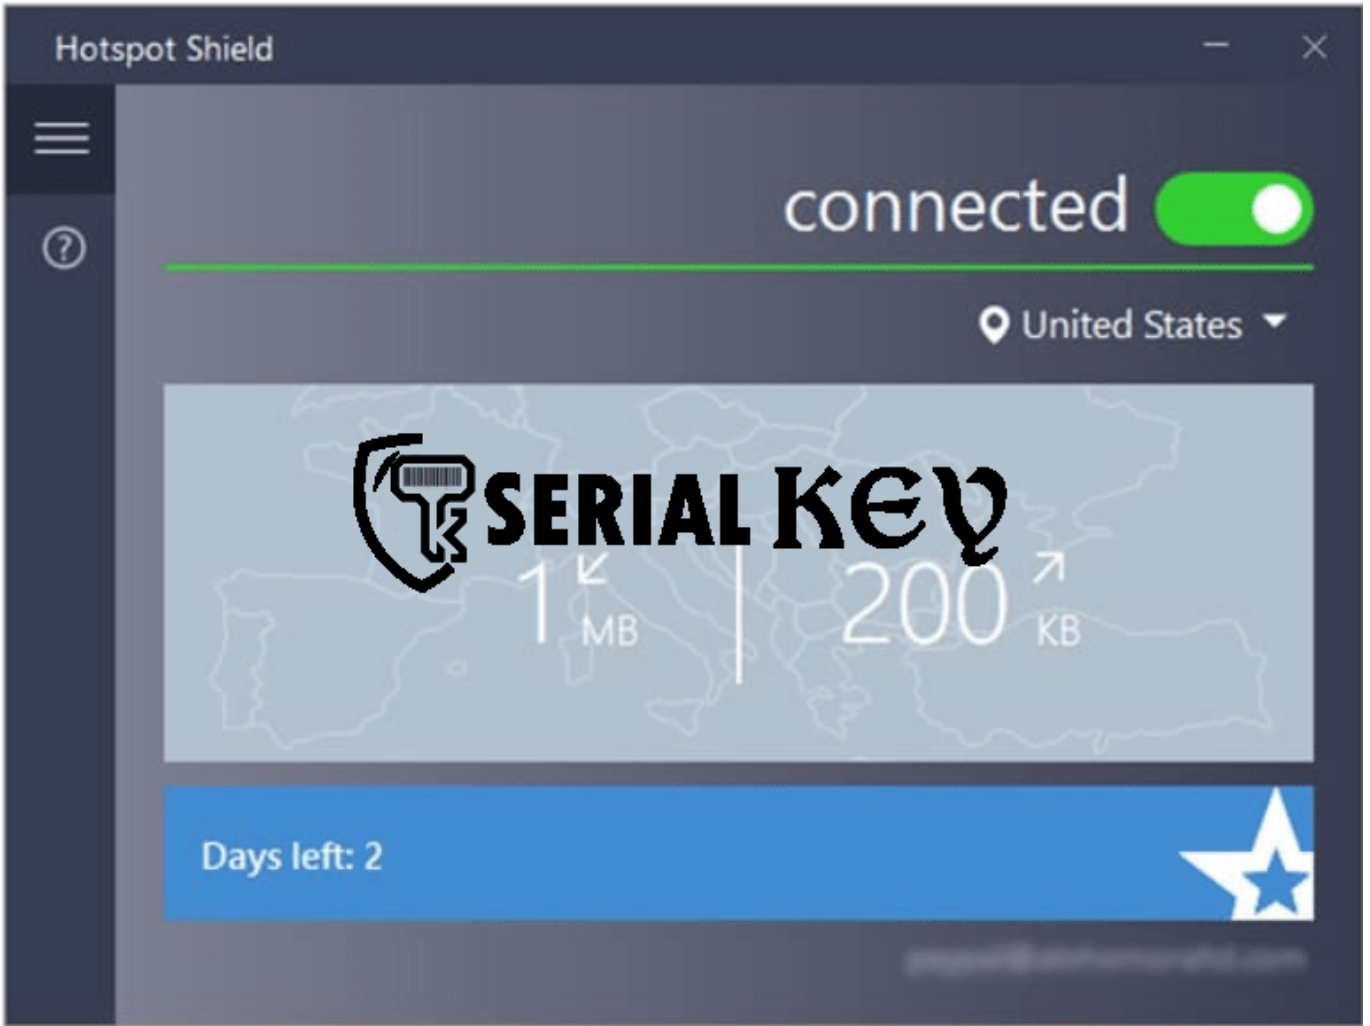 Hotspot Shield
connected
United States
SERIAL KEY
1 MB 200 KB
Days left: 2